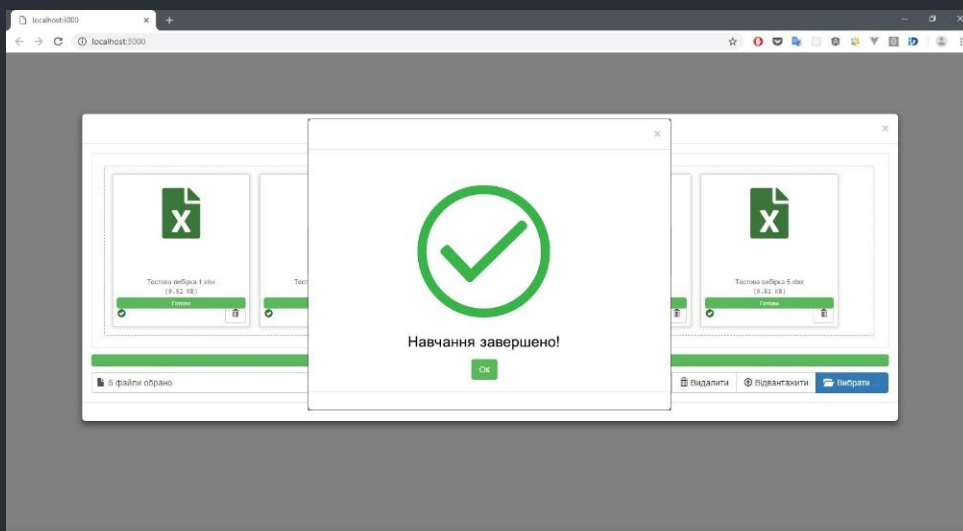 localhost:3000
localhost:3000
Тестова вибірка 1.xlsx
(9.52 KB)
Готово
Тест
Тестова вибірка 5.xlsx
(9.51 KB)
Готово
Навчання завершено!
Ок
5 файли обрано
Видалити
Відвантажити
Вибрати ...